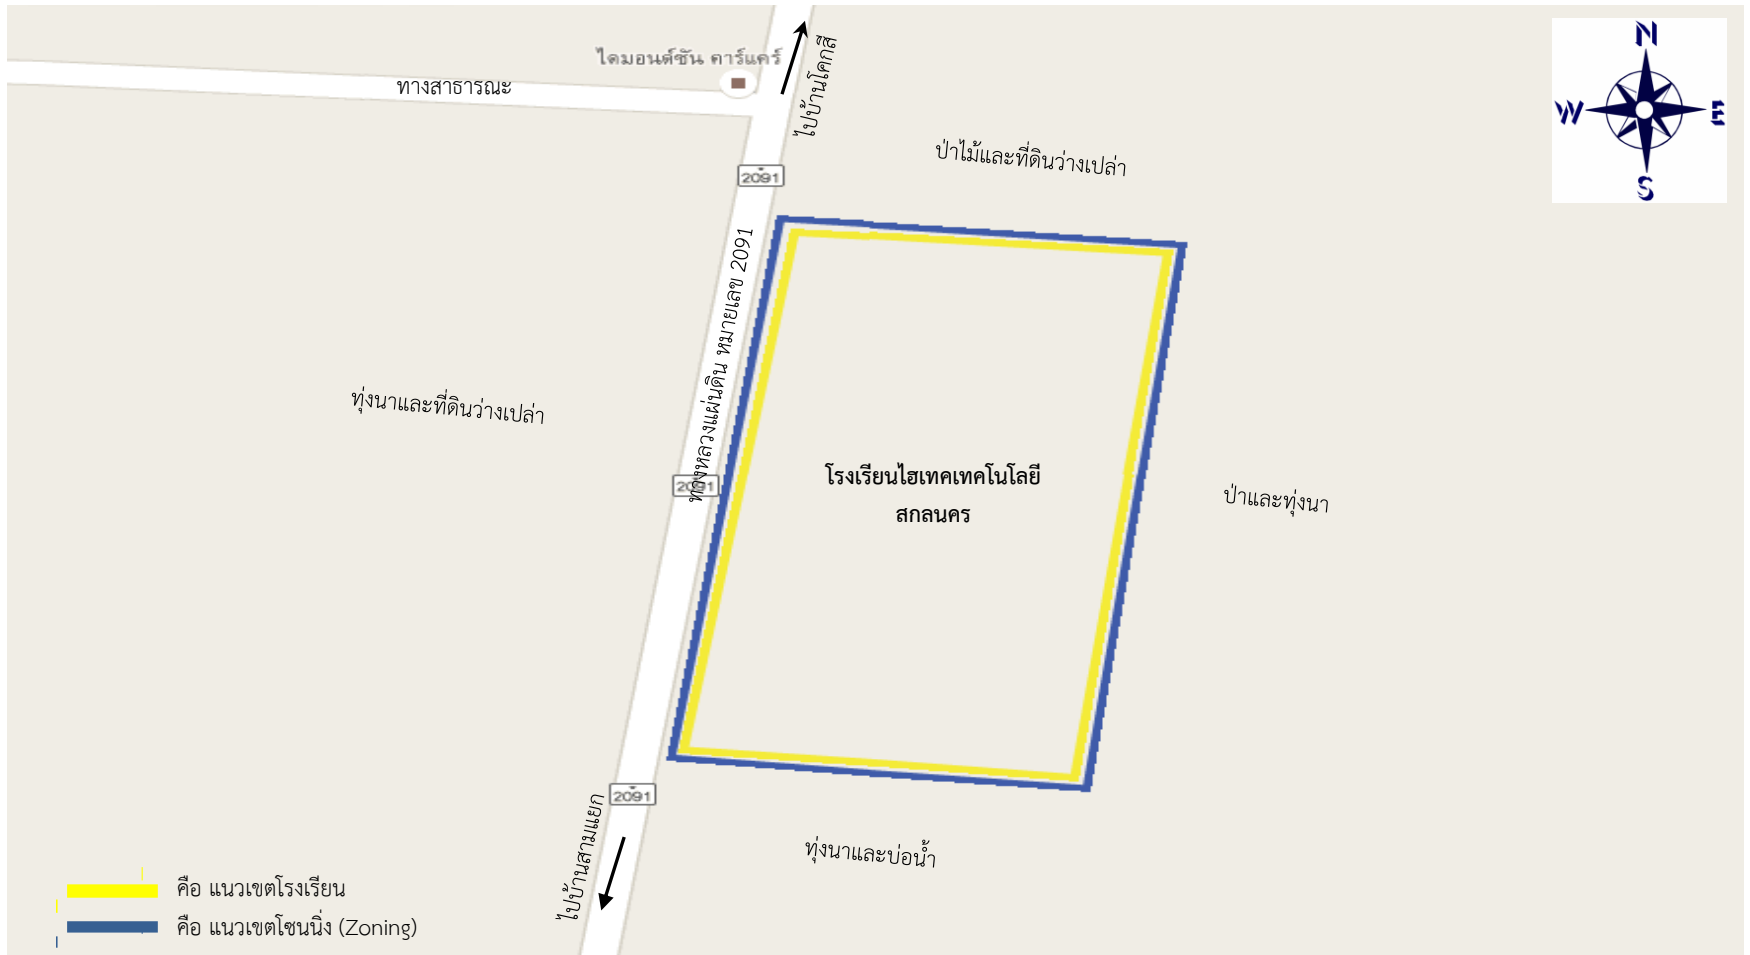 ไดมอนด์ซัน คาร์แคร์
ทางสาธารณะ
ไปบ้านโคกสี
N
W
E
S
ป่าไม้และที่ดินว่างเปล่า
2091
ทางหลวงแผ่นดิน หมายเลข 2091
ทุ่งนาและที่ดินว่างเปล่า
2091
โรงเรียนไฮเทคเทคโนโลยี
สกลนคร
ป่าและทุ่งนา
2091
ไปบ้านสามแยก
ทุ่งนาและบ่อน้ำ
คือ แนวเขตโรงเรียน
คือ แนวเขตโซนนิ่ง (Zoning)